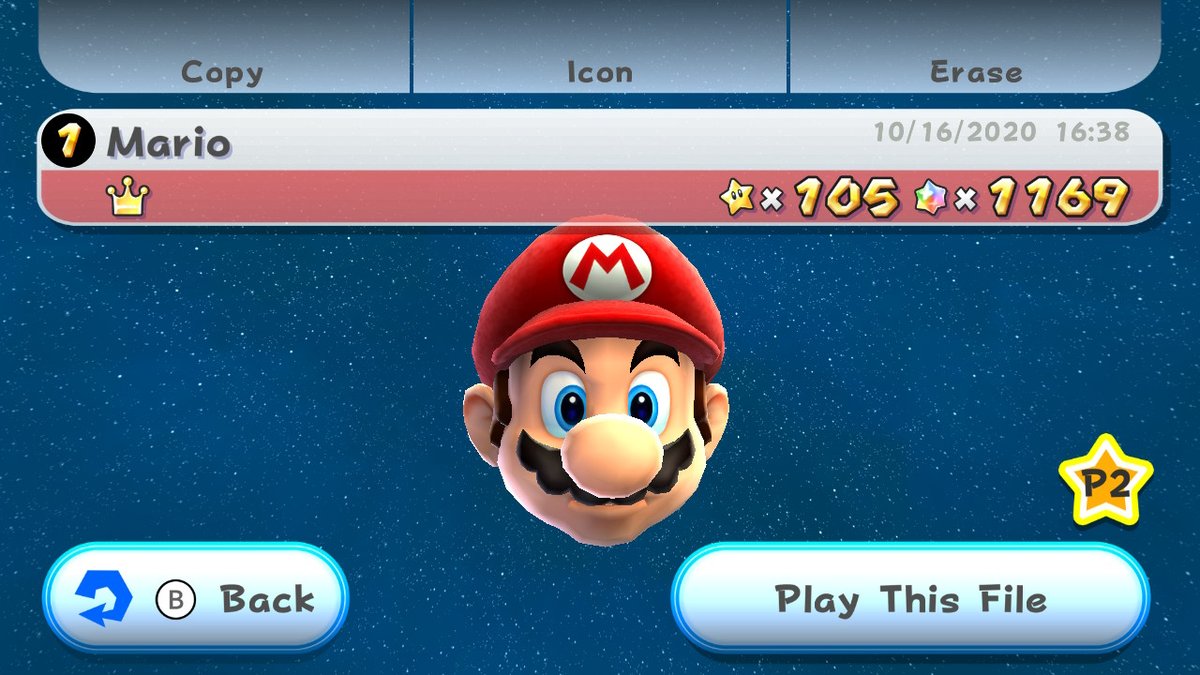 Copy Icon Erase
1 Mario 10/16/2020 16:38
× 105 × 1169
M
P2
B Back Play This File